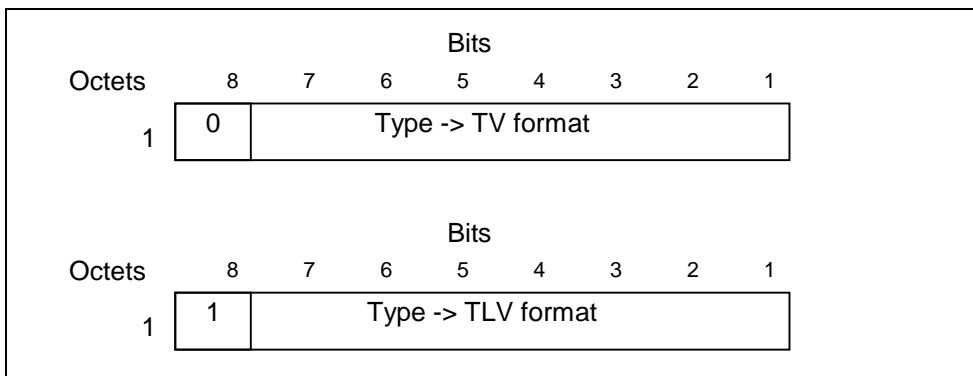 Bits
Octets 8 7 6 5 4 3 2 1
1 0 Type -> TV format
Bits
Octets 8 7 6 5 4 3 2 1
1 1 Type -> TLV format